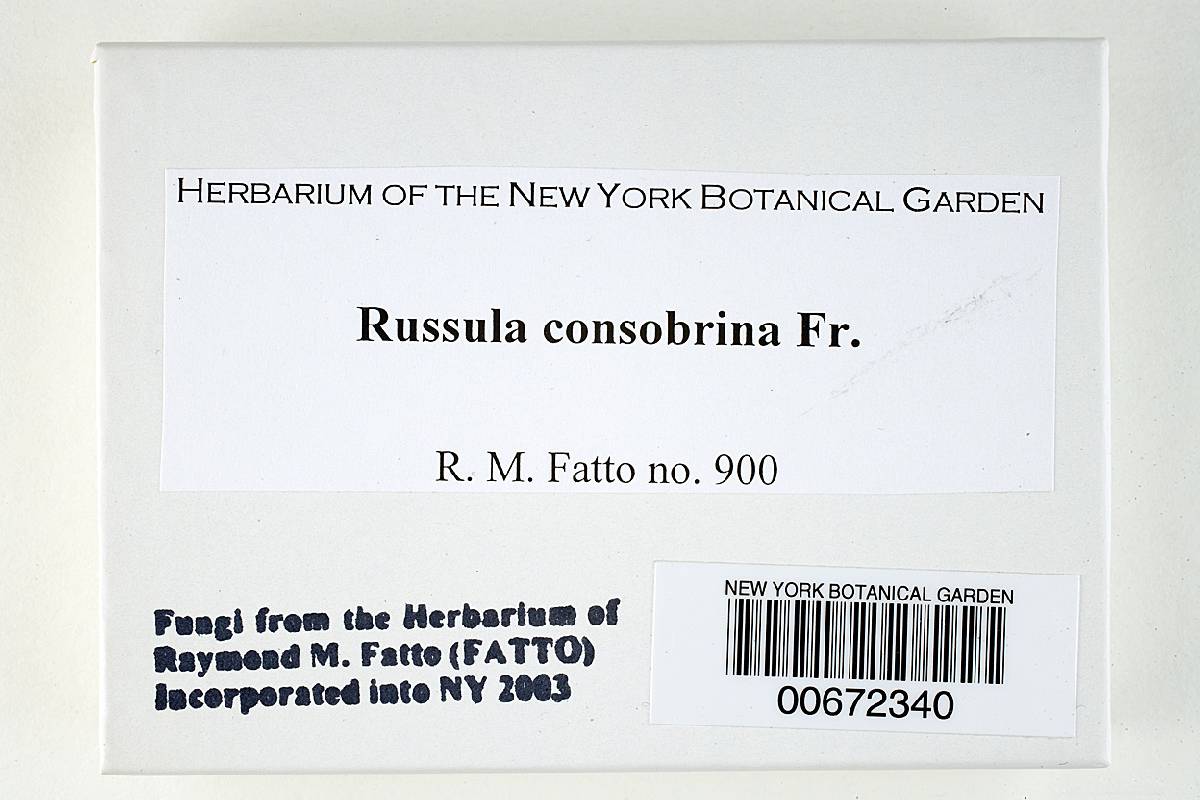 HERBARIUM OF THE NEW YORK BOTANICAL GARDEN
Russula consobrina Fr.
R. M. Fatto no. 900
Fungi from the Herbarium of
Raymond M. Fatto (FATTO)
Incorporated into NY 2003
NEW YORK BOTANICAL GARDEN
00672340